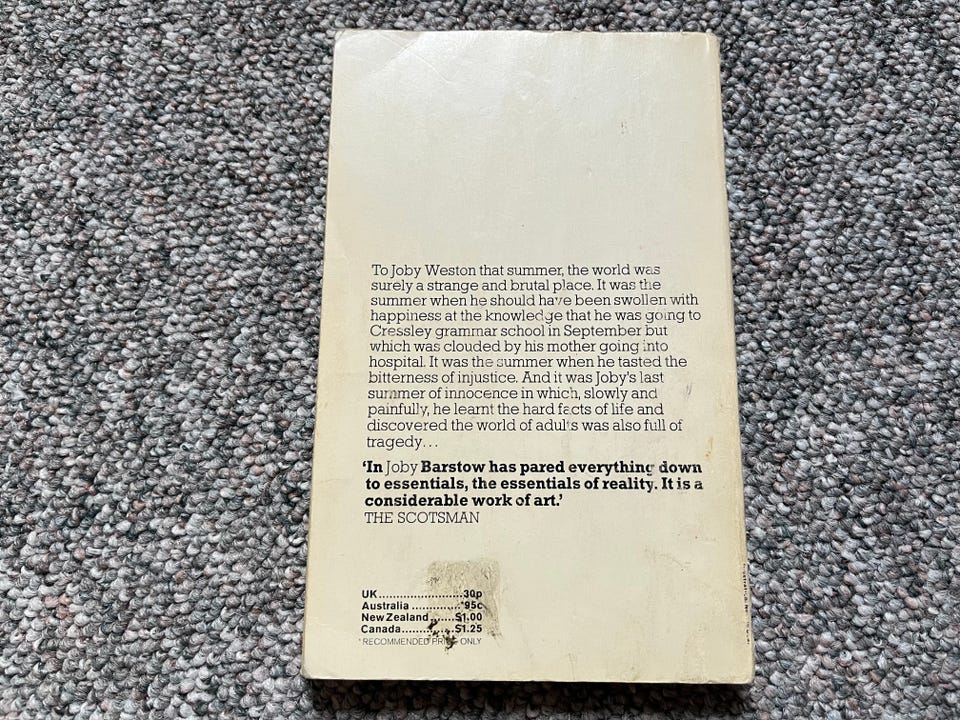 To Joby Weston that summer, the world was
surely a strange and brutal place. It was the
summer when he should have been swollen with
happiness at the knowledge that he was going to
Cressley grammar school in September but
which was clouded by his mother going into
hospital. It was the summer when he tasted the
bitterness of injustice. And it was Joby's last
summer of innocence in which, slowly and
painfully, he learnt the hard facts of life and
discovered the world of adults was also full of
tragedy...
'In Joby Barstow has pared everything down
to essentials, the essentials of reality. It is a
considerable work of art.'
THE SCOTSMAN
UK........................30p
Australia .............*95c
New Zealand.......$1.00
Canada...............$1.25
*RECOMMENDED PRICE ONLY